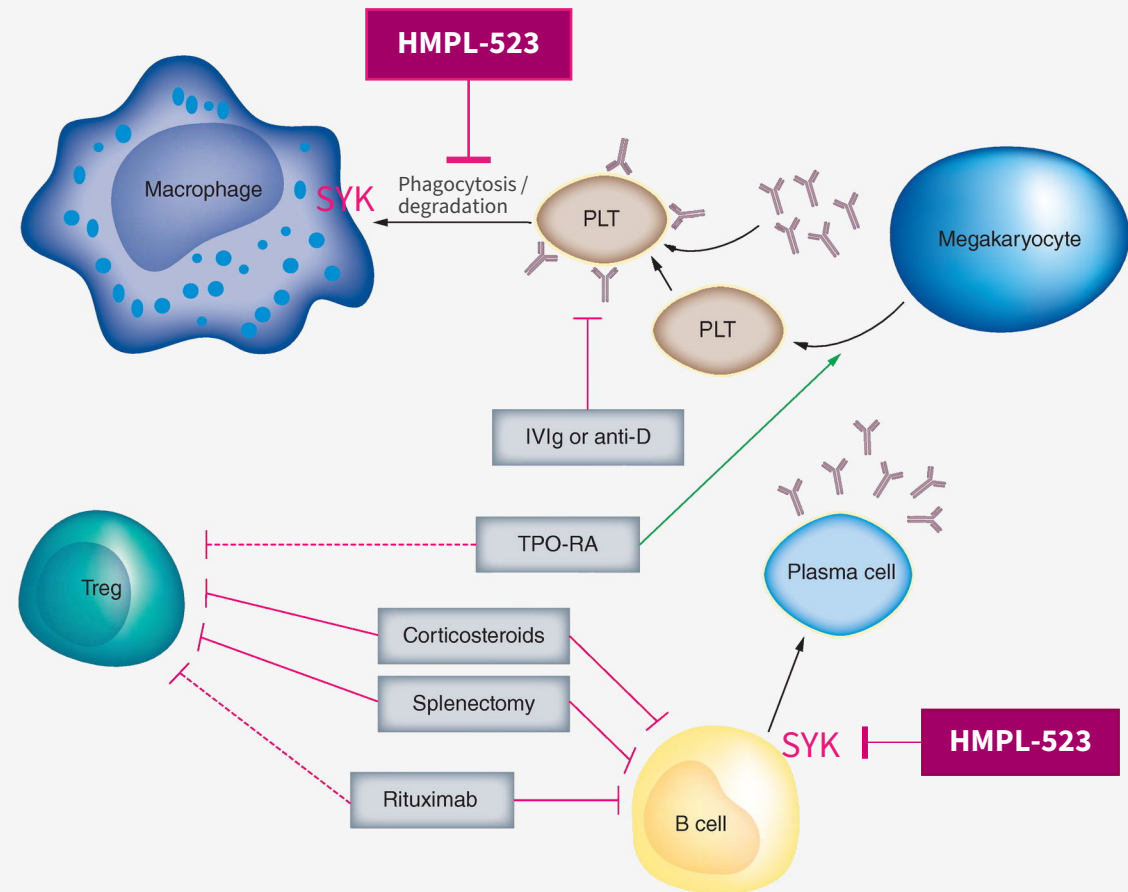 HMPL-523
Macrophage
SYK
Phagocytosis /
degradation
PLT
Megakaryocyte
PLT
IVIg or anti-D
TPO-RA
Treg
Plasma cell
Corticosteroids
Splenectomy
SYK
HMPL-523
Rituximab
B cell